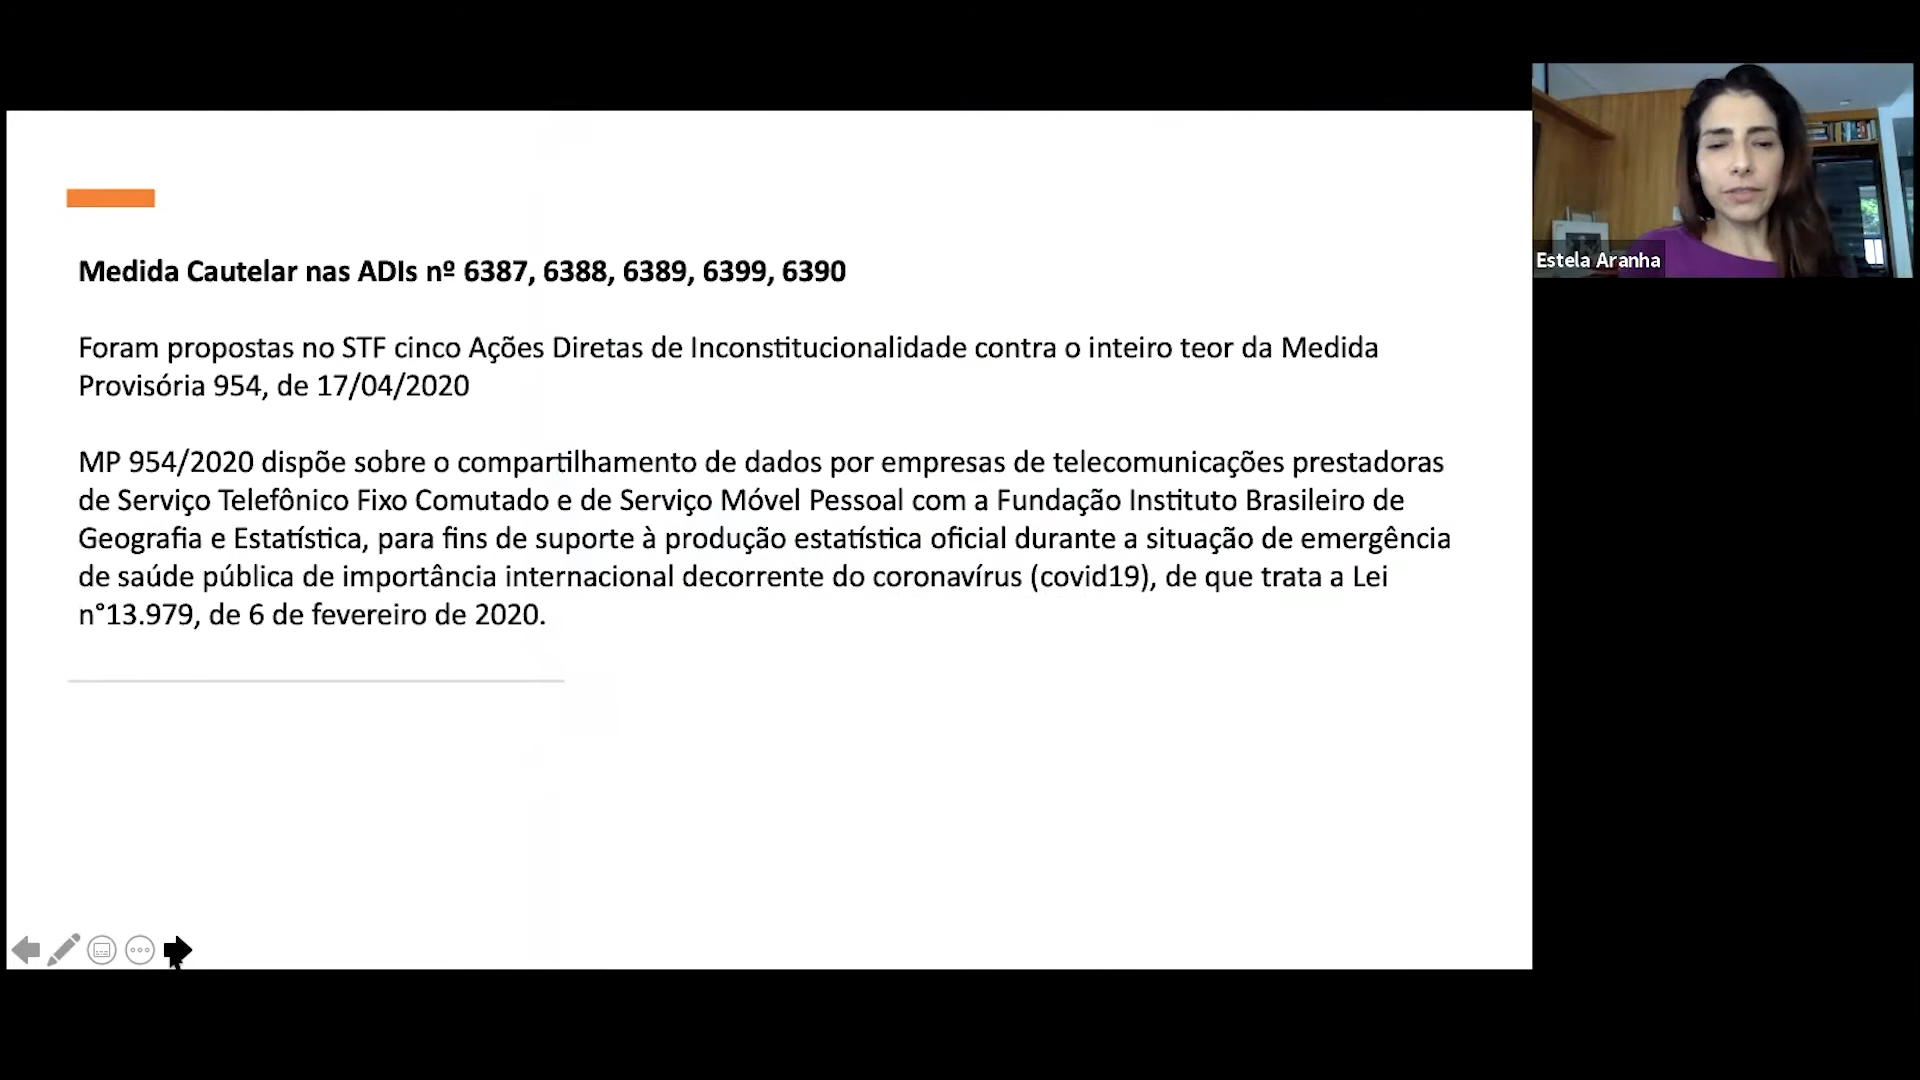 Medida Cautelar nas ADIs nº 6387, 6388, 6389, 6399, 6390
Foram propostas no STF cinco Ações Diretas de Inconstitucionalidade contra o inteiro teor da Medida
Provisória 954, de 17/04/2020
MP 954/2020 dispõe sobre o compartilhamento de dados por empresas de telecomunicações prestadoras
de Serviço Telefônico Fixo Comutado e de Serviço Móvel Pessoal com a Fundação Instituto Brasileiro de
Geografia e Estatística, para fins de suporte à produção estatística oficial durante a situação de emergência
de saúde pública de importância internacional decorrente do coronavírus (covid19), de que trata a Lei
n°13.979, de 6 de fevereiro de 2020.
Estela Aranha